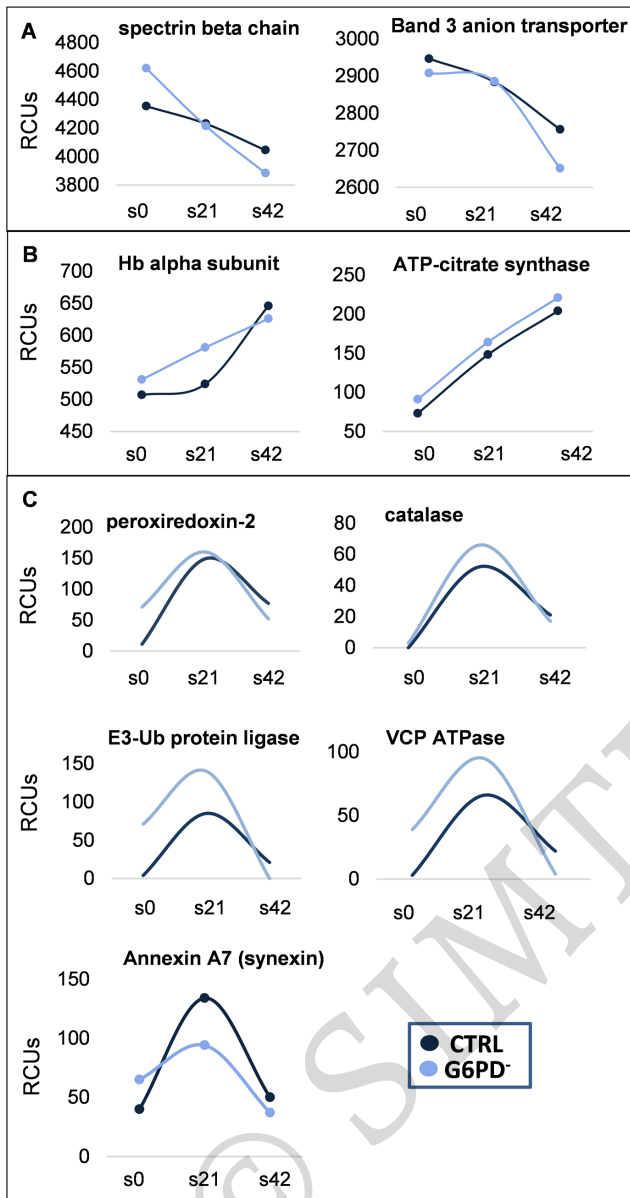 A
spectrin beta chain
RCUs
4800
4600
4400
4200
4000
3800
s0 s21 s42
Band 3 anion transporter
3000
2900
2800
2700
2600
s0 s21 s42
B
Hb alpha subunit
RCUs
700
650
600
550
500
450
s0 s21 s42
ATP-citrate synthase
250
200
150
100
50
s0 s21 s42
C
peroxiredoxin-2
RCUs
200
150
100
50
0
s0 s21 s42
catalase
80
60
40
20
0
s0 s21 s42
E3-Ub protein ligase
RCUs
150
100
50
0
s0 s21 s42
VCP ATPase
100
50
0
s0 s21 s42
Annexin A7 (synexin)
RCUs
150
100
50
0
s0 s21 s42
CTRL
G6PD⁻
© SIMT